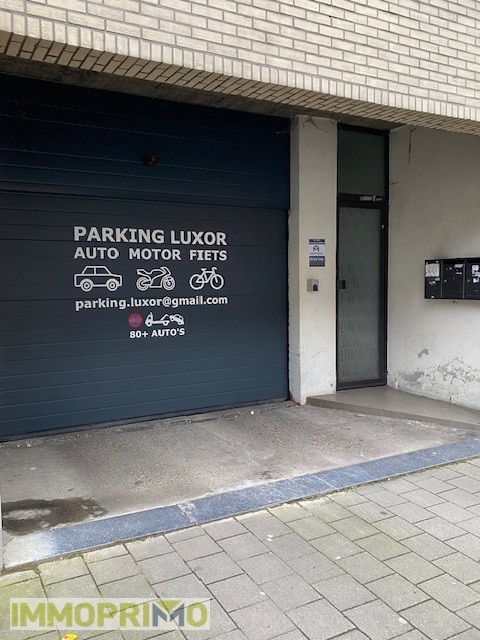 PARKING LUXOR
AUTO MOTOR FIETS
parking.luxor@gmail.com
80+ AUTO'S
IMMOPRIMO